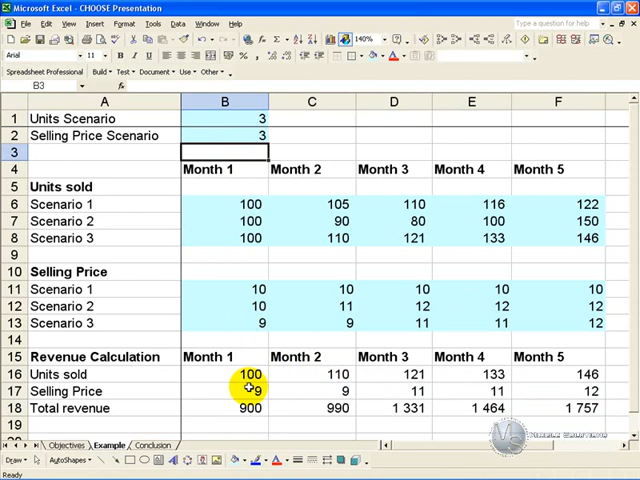 Microsoft Excel - CHOOSE Presentation
File Edit View Insert Format Tools Data Window Help
Type a question for help
140%
Arial 11 B I U
Spreadsheet Professional Build Test Document Use Other
B3 fx
A B C D E F
1 Units Scenario 3
2 Selling Price Scenario 3
3
4 Month 1 Month 2 Month 3 Month 4 Month 5
5 Units sold
6 Scenario 1 100 105 110 116 122
7 Scenario 2 100 90 80 100 150
8 Scenario 3 100 110 121 133 146
9
10 Selling Price
11 Scenario 1 10 10 10 10 10
12 Scenario 2 10 11 12 12 12
13 Scenario 3 9 9 11 11 12
14
15 Revenue Calculation Month 1 Month 2 Month 3 Month 4 Month 5
16 Units sold 100 110 121 133 146
17 Selling Price 9 9 11 11 12
18 Total revenue 900 990 1 331 1 464 1 757
19
Objectives Example Conclusion
Draw AutoShapes
Ready